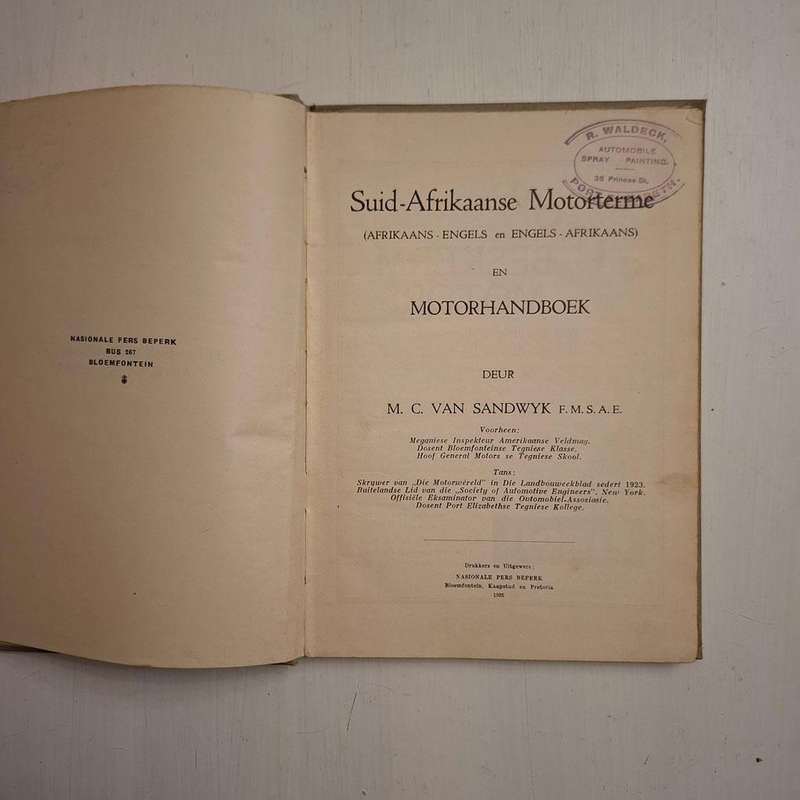 NASIONALE PERS BEPERK
BUS 267
BLOEMFONTEIN
R. WALDECK,
AUTOMOBILE
SPRAY PAINTING.
36 Princes St.
PORT
Suid-Afrikaanse Motorterme
(AFRIKAANS - ENGELS en ENGELS - AFRIKAANS)
EN
MOTORHANDBOEK
DEUR
M. C. VAN SANDWYK F. M. S. A. E.
Voorheen:
Meganiese Inspekteur Amerikaanse Veldmag.
Dosent Bloemfonteinse Tegniese Klasse.
Hoof General Motors se Tegniese Skool.
Tans:
Skrywer van „Die Motorwêreld" in Die Landbouweekblad sedert 1923.
Buitelandse Lid van die „Society of Automotive Engineers", New York.
Offisiële Eksaminator van die Outomobiel-Assosiasie.
Dosent Port Elizabethse Tegniese Kollege.
Drukkers en Uitgewers:
NASIONALE PERS BEPERK
Bloemfontein, Kaapstad en Pretoria